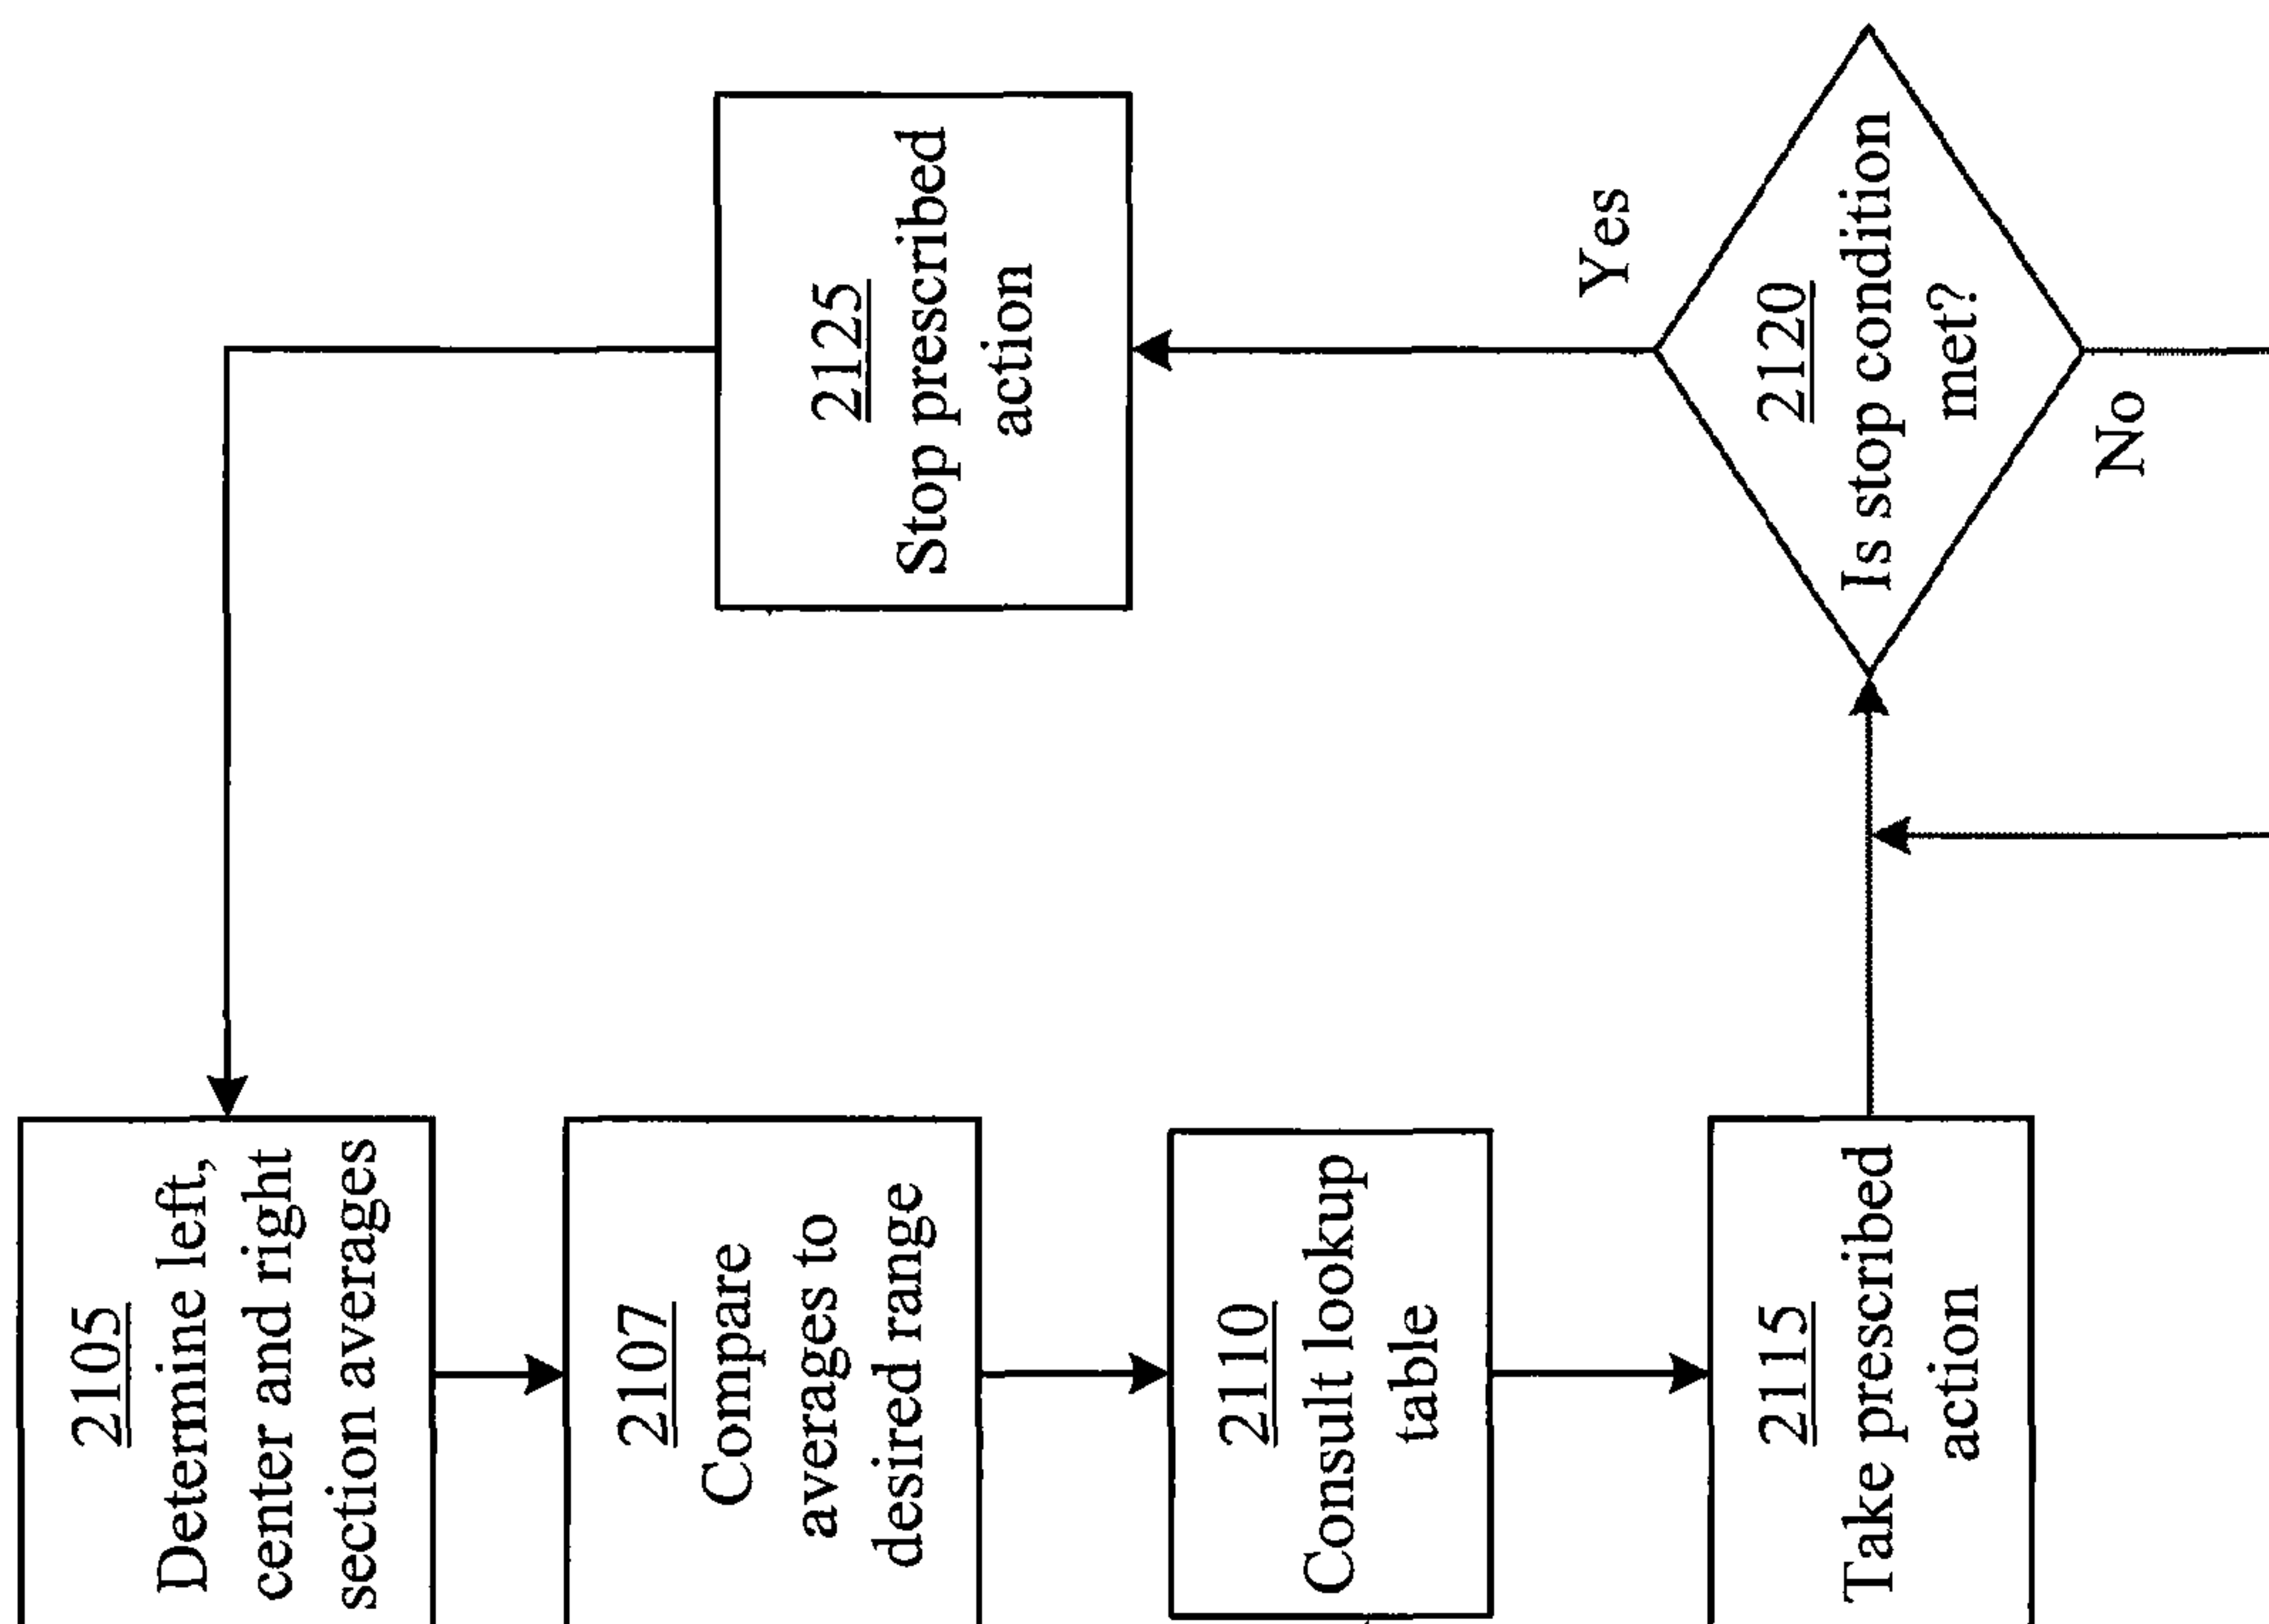 2105
Determine left,
center and right
section averages
2107
Compare
averages to
desired range
2110
Consult lookup
table
2115
Take prescribed
action
2120
Is stop condition
met?
Yes
No
2125
Stop prescribed
action